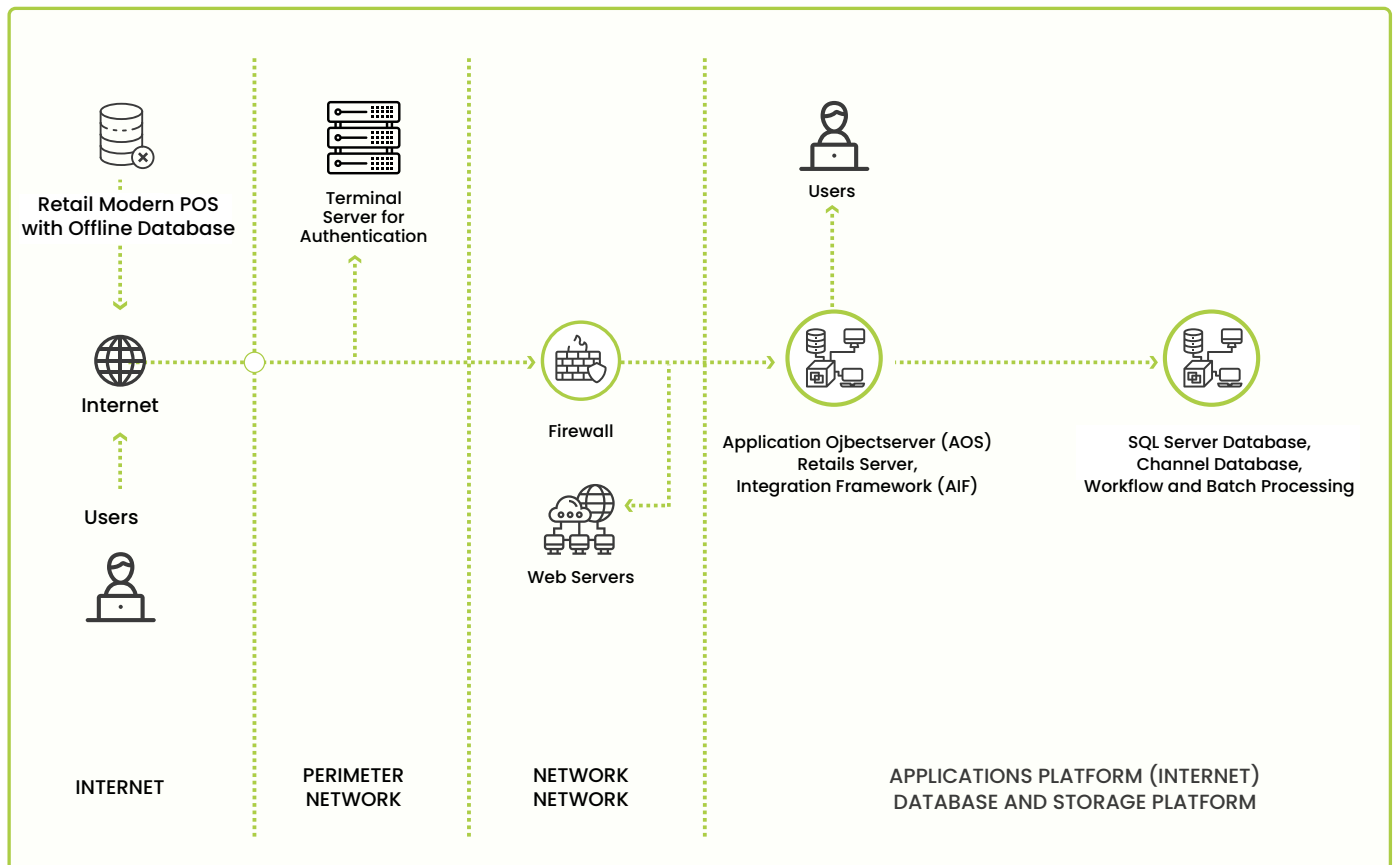 Retail Modern POS
with Offline Database
Internet
Users
Terminal
Server for
Authentication
Firewall
Web Servers
Users
Application Ojbectserver (AOS)
Retails Server,
Integration Framework (AIF)
SQL Server Database,
Channel Database,
Workflow and Batch Processing
INTERNET
PERIMETER
NETWORK
NETWORK
NETWORK
APPLICATIONS PLATFORM (INTERNET)
DATABASE AND STORAGE PLATFORM